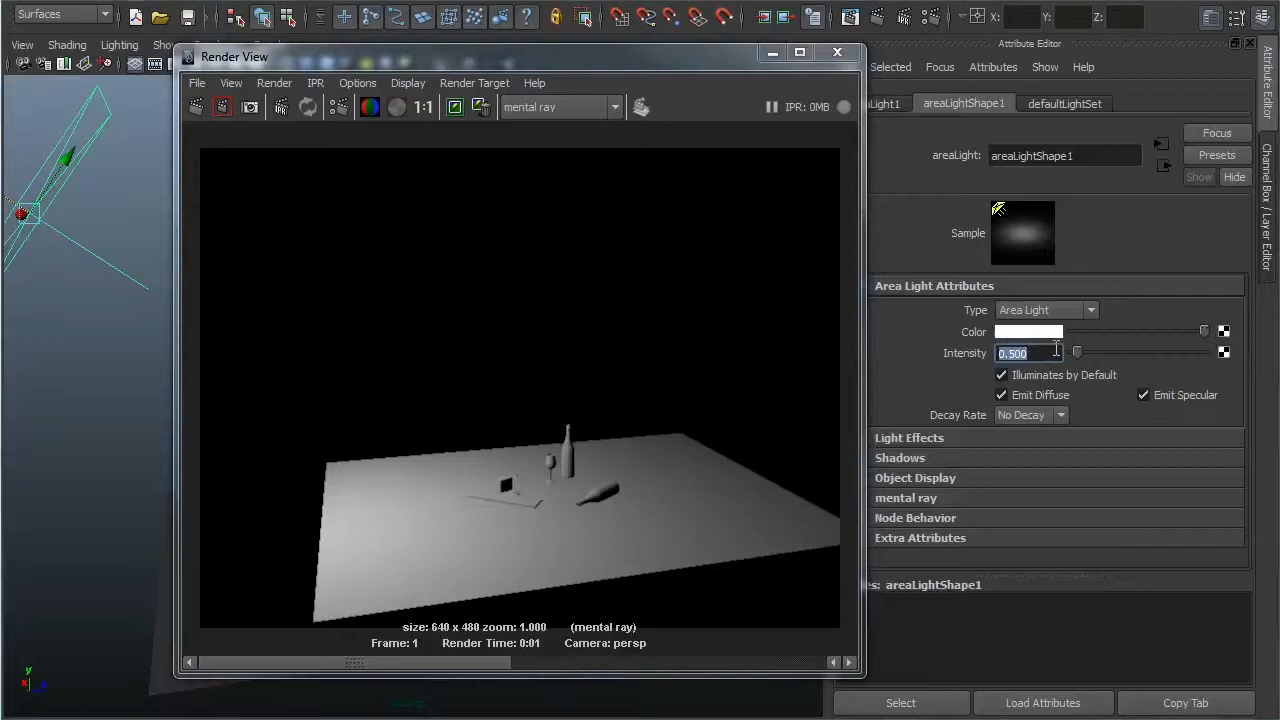 Surfaces
X:
Y:
Z:
View Shading Lighting Sho
Render View
Attribute Editor
File View Render IPR Options Display Render Target Help
Selected Focus Attributes Show Help
1:1
mental ray
IPR: 0MB
aLight1 areaLightShape1 defaultLightSet
areaLight: areaLightShape1
Focus
Presets
Show Hide
Sample
Area Light Attributes
Type Area Light
Color
Intensity 0.500
Illuminates by Default
Emit Diffuse Emit Specular
Decay Rate No Decay
Light Effects
Shadows
Object Display
mental ray
Node Behavior
Extra Attributes
es: areaLightShape1
size: 640 x 480 zoom: 1.000 (mental ray)
Frame: 1 Render Time: 0:01 Camera: persp
Select Load Attributes Copy Tab
Attribute Editor
Channel Box / Layer Editor
y
x